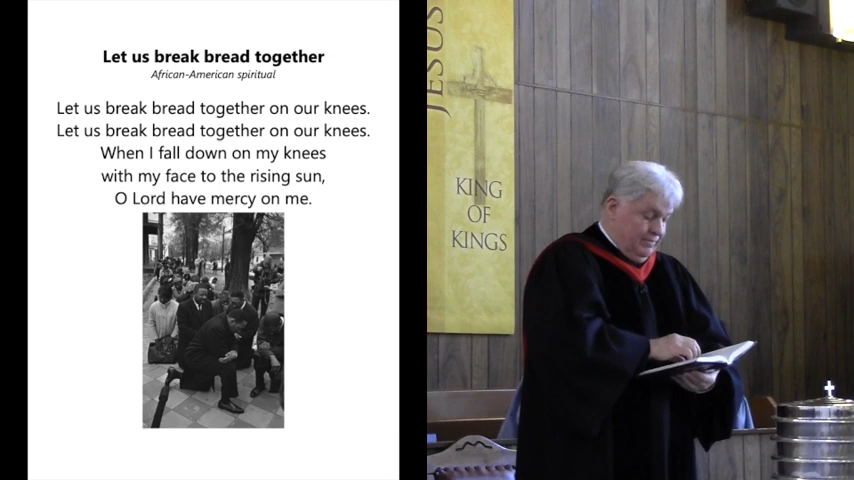 Let us break bread together
African-American spiritual
Let us break bread together on our knees.
Let us break bread together on our knees.
When I fall down on my knees
with my face to the rising sun,
O Lord have mercy on me.
JESUS
KING
OF
KINGS